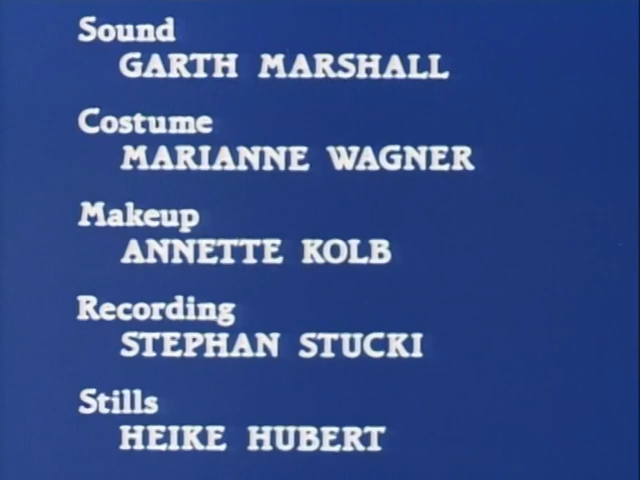 Sound
GARTH MARSHALL
Costume
MARIANNE WAGNER
Makeup
ANNETTE KOLB
Recording
STEPHAN STUCKI
Stills
HEIKE HUBERT